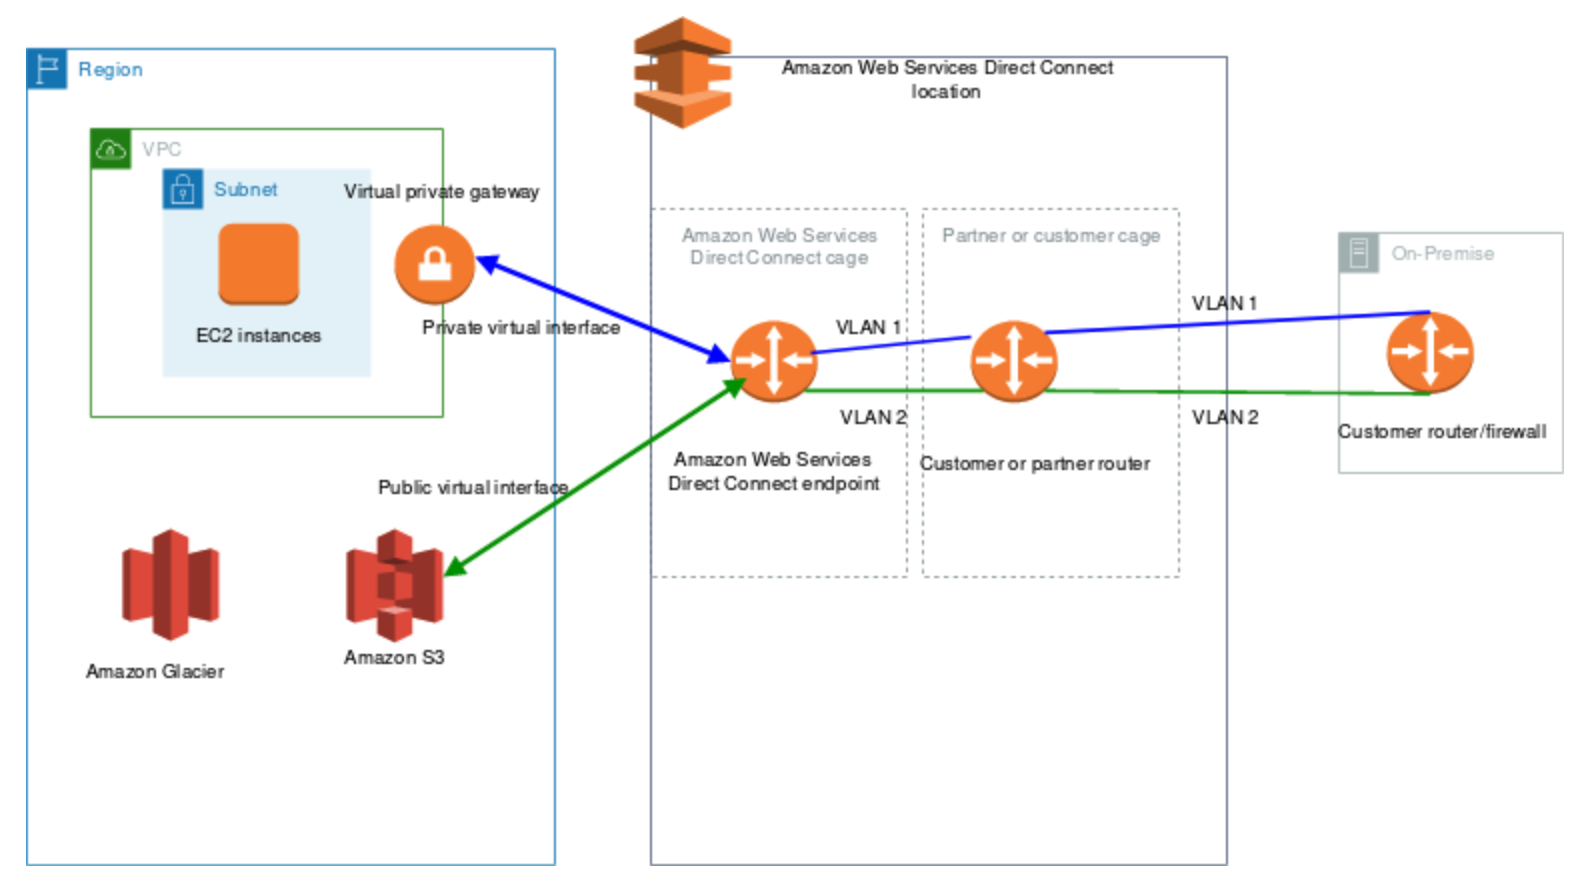 Region
VPC
Subnet
EC2 instances
Virtual private gateway
Private virtual interface
Public virtual interface
Amazon Glacier
Amazon S3
Amazon Web Services Direct Connect
location
Amazon Web Services
Direct Connect cage
VLAN 1
VLAN 2
Amazon Web Services
Direct Connect endpoint
Partner or customer cage
Customer or partner router
VLAN 1
VLAN 2
On-Premise
Customer router/firewall